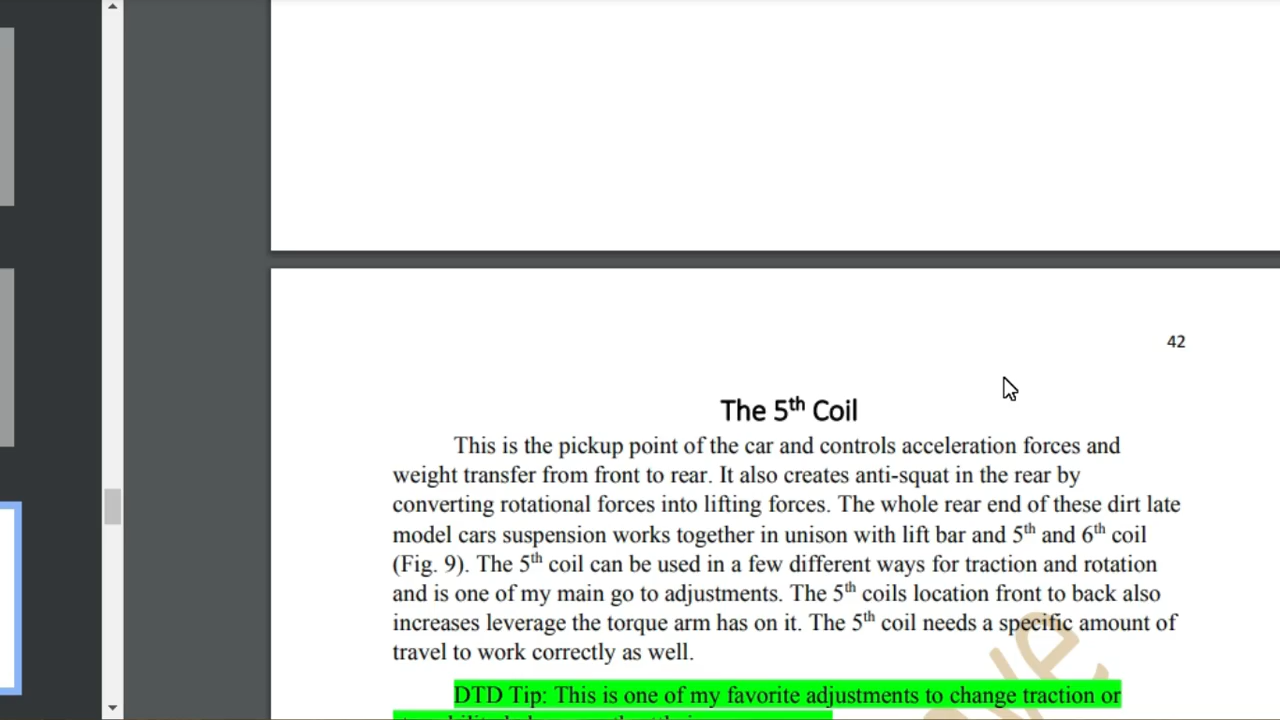 42
The 5th Coil
This is the pickup point of the car and controls acceleration forces and
weight transfer from front to rear. It also creates anti-squat in the rear by
converting rotational forces into lifting forces. The whole rear end of these dirt late
model cars suspension works together in unison with lift bar and 5th and 6th coil
(Fig. 9). The 5th coil can be used in a few different ways for traction and rotation
and is one of my main go to adjustments. The 5th coils location front to back also
increases leverage the torque arm has on it. The 5th coil needs a specific amount of
travel to work correctly as well.
DTD Tip: This is one of my favorite adjustments to change traction or